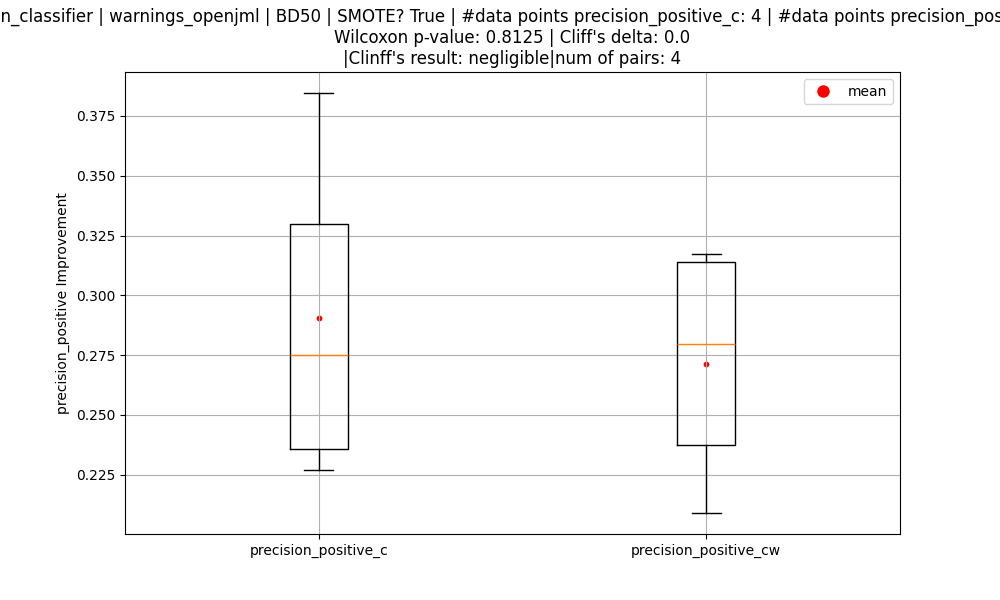 n_classifier | warnings_openjml | BD50 | SMOTE? True | #data points precision_positive_c: 4 | #data points precision_pos
Wilcoxon p-value: 0.8125 | Cliff's delta: 0.0
|Clinff's result: negligible|num of pairs: 4
mean
0.375
0.350
0.325
0.300
0.275
0.250
0.225
precision_positive Improvement
precision_positive_c
precision_positive_cw